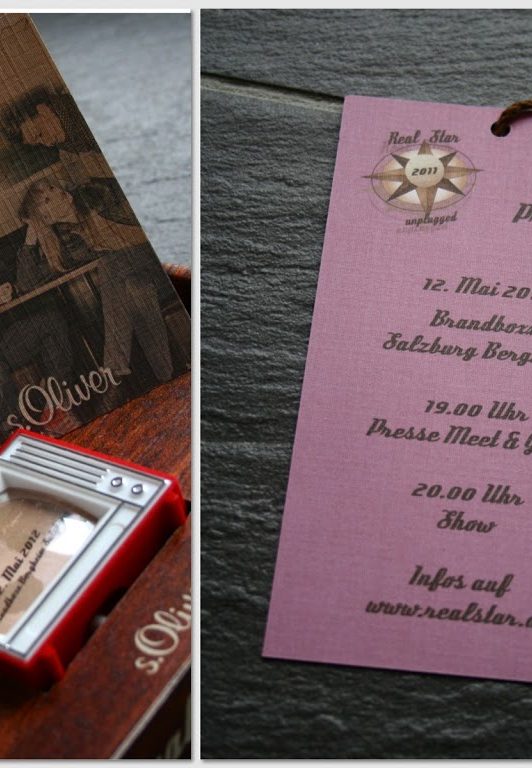 s.Oliver
2. Mai 2012
s.Oliver
Real Star
2011
unplugged
12. Mai 20
Brandbox
Salzburg Berg
19.00 Uhr
Presse Meet & G
20.00 Uhr
Show
Infos auf
www.realstar.